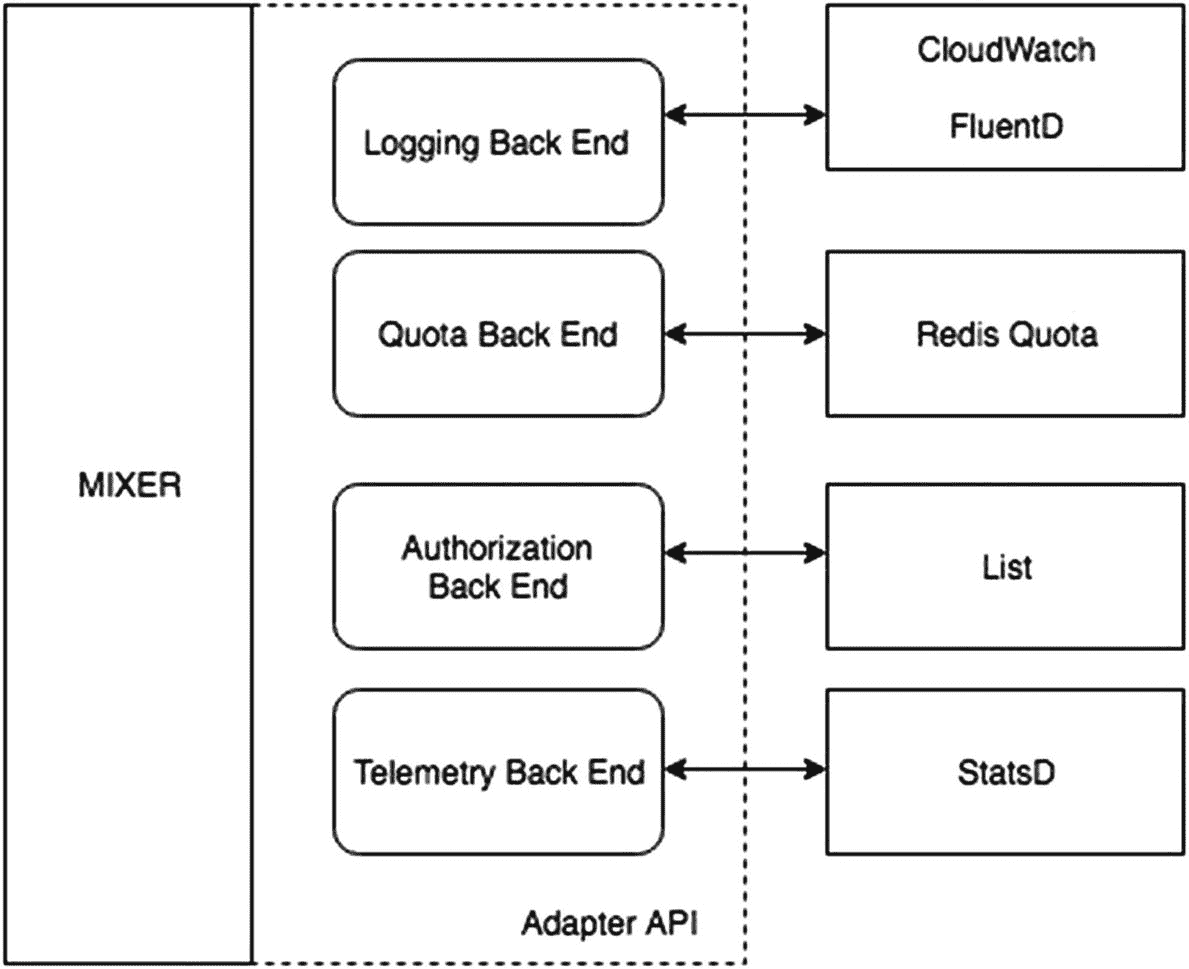 MIXER
Logging Back End
CloudWatch
FluentD
Quota Back End
Redis Quota
Authorization
Back End
List
Telemetry Back End
StatsD
Adapter API